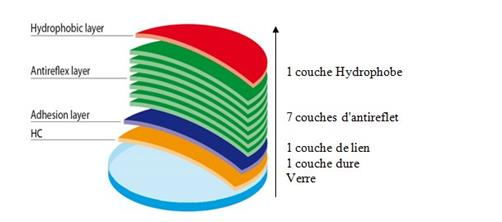 Hydrophobic layer
Antireflex layer
Adhesion layer
HC
1 couche Hydrophobe
7 couches d'antireflet
1 couche de lien
1 couche dure
Verre